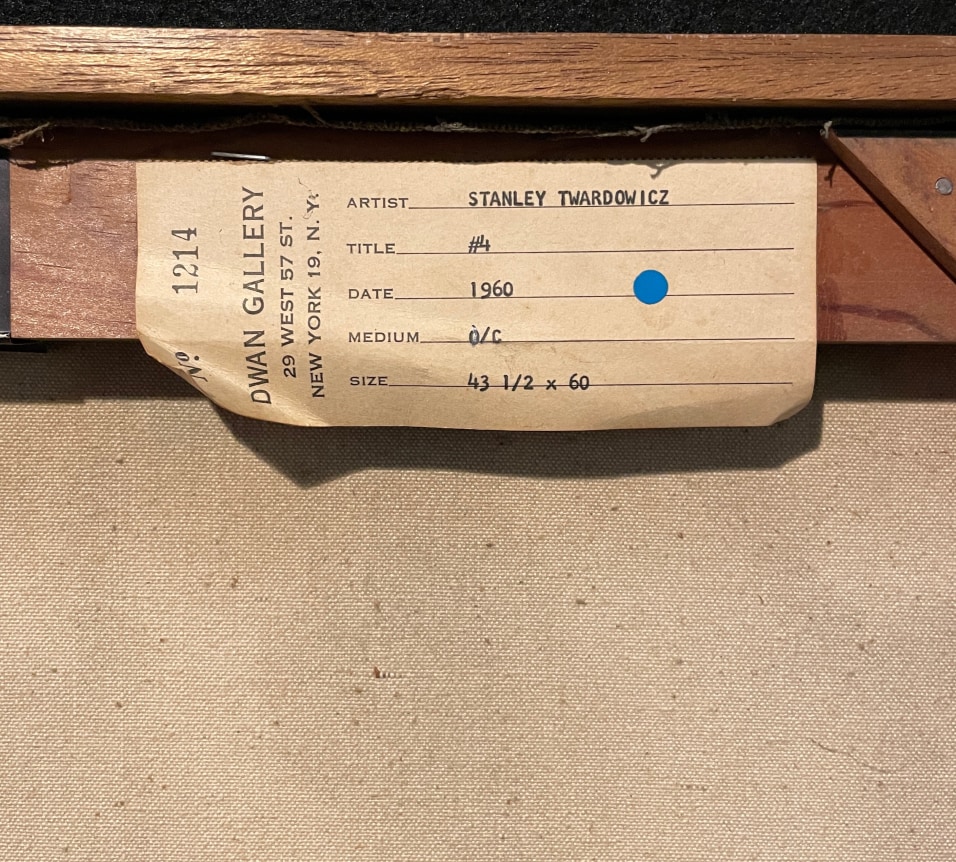 No. 1214
DWAN GALLERY
29 WEST 57 ST.
NEW YORK 19, N. Y.
ARTIST STANLEY TWARDOWICZ
TITLE #4
DATE 1960
MEDIUM O/C
SIZE 43 1/2 x 60